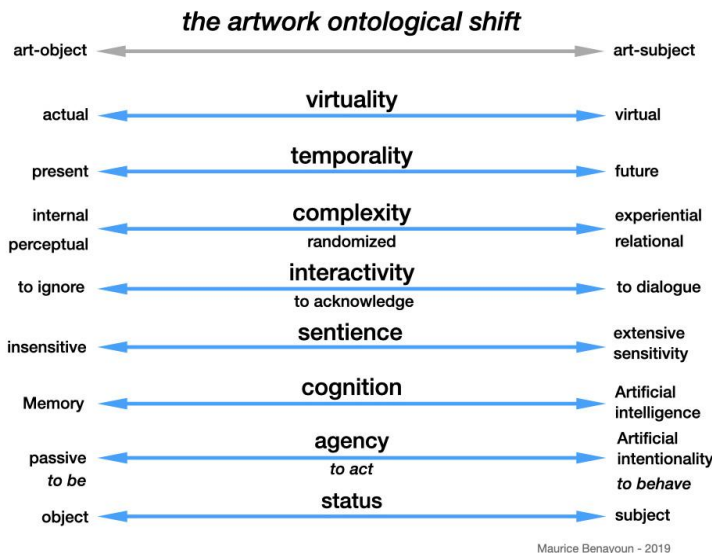 the artwork ontological shift
art-object art-subject
virtuality
actual virtual
temporality
present future
internal complexity experiential
perceptual randomized relational
interactivity
to ignore to dialogue
to acknowledge
sentience
insensitive extensive
sensitivity
cognition
Memory Artificial
intelligence
agency Artificial
passive intentionality
to be to act to behave
status
object subject
Maurice Benayoun - 2019